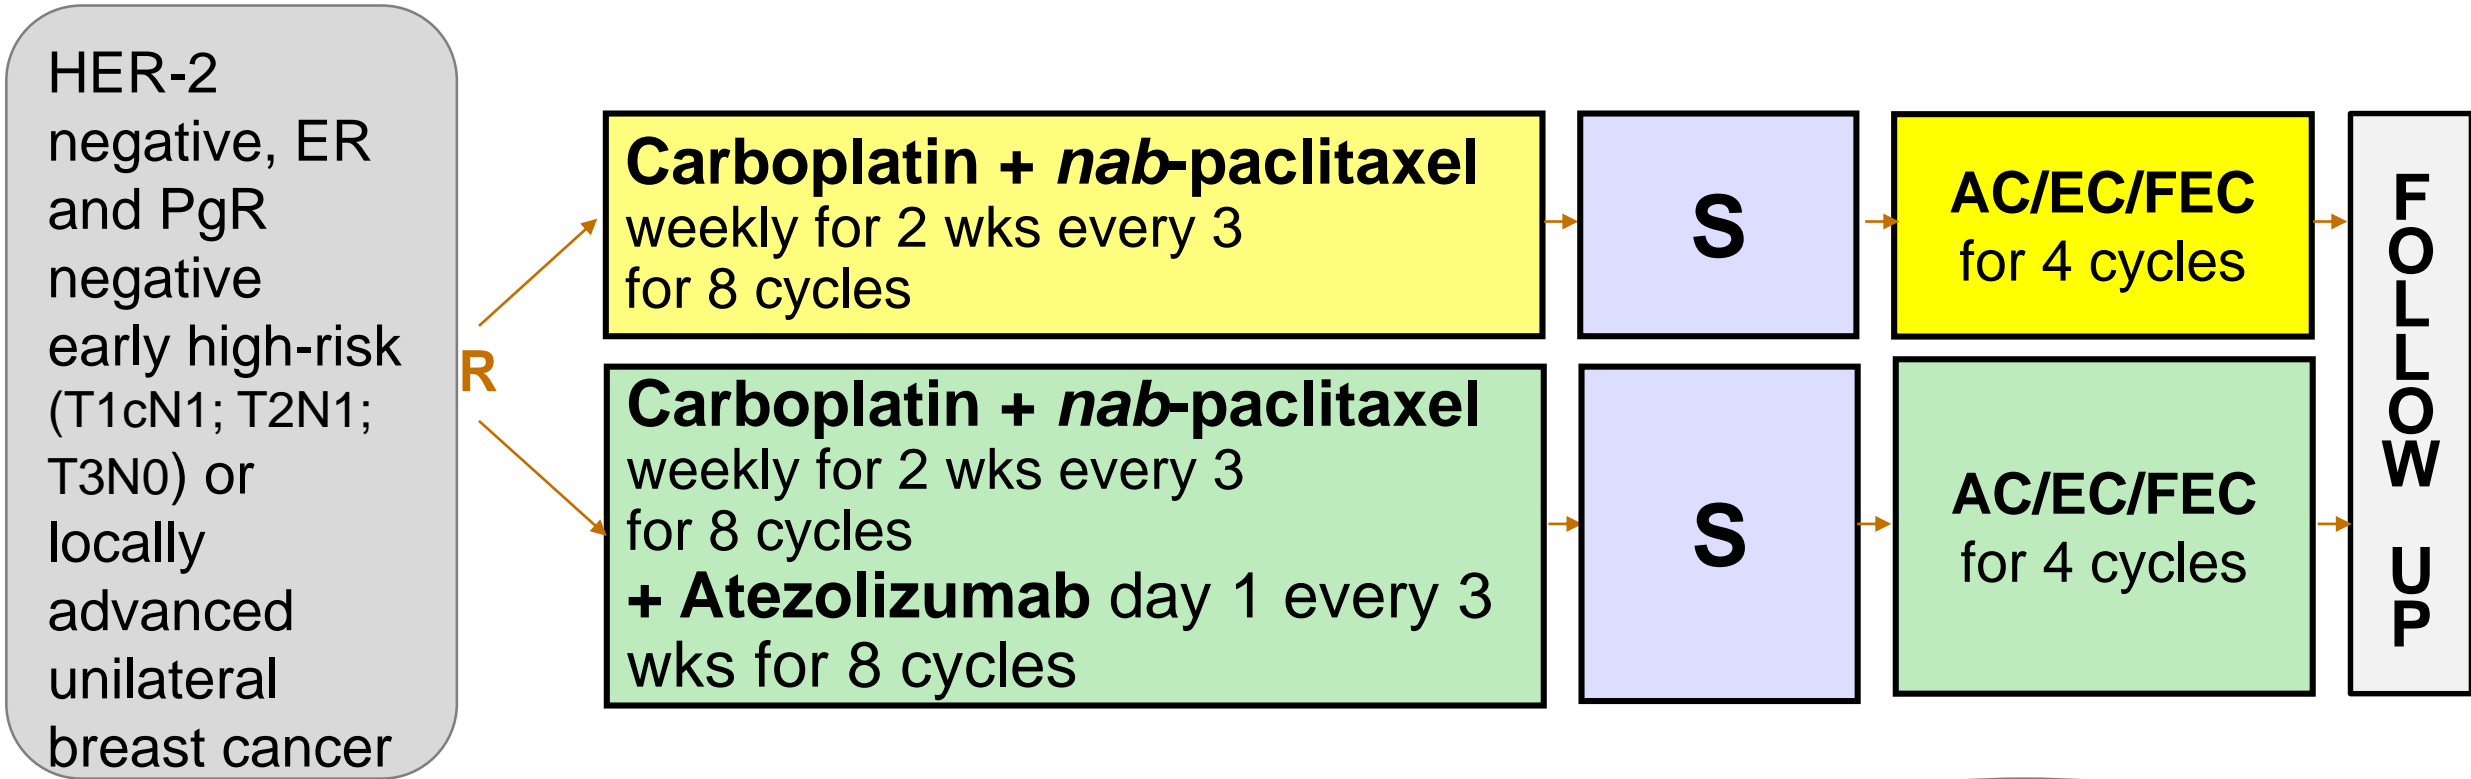 HER-2
negative, ER
and PgR
negative
early high-risk
(T1cN1; T2N1;
T3N0) or
locally
advanced
unilateral
breast cancer
R
Carboplatin + nab-paclitaxel
weekly for 2 wks every 3
for 8 cycles
S
AC/EC/FEC
for 4 cycles
Carboplatin + nab-paclitaxel
weekly for 2 wks every 3
for 8 cycles
+ Atezolizumab day 1 every 3
wks for 8 cycles
S
AC/EC/FEC
for 4 cycles
FOLLOW UP